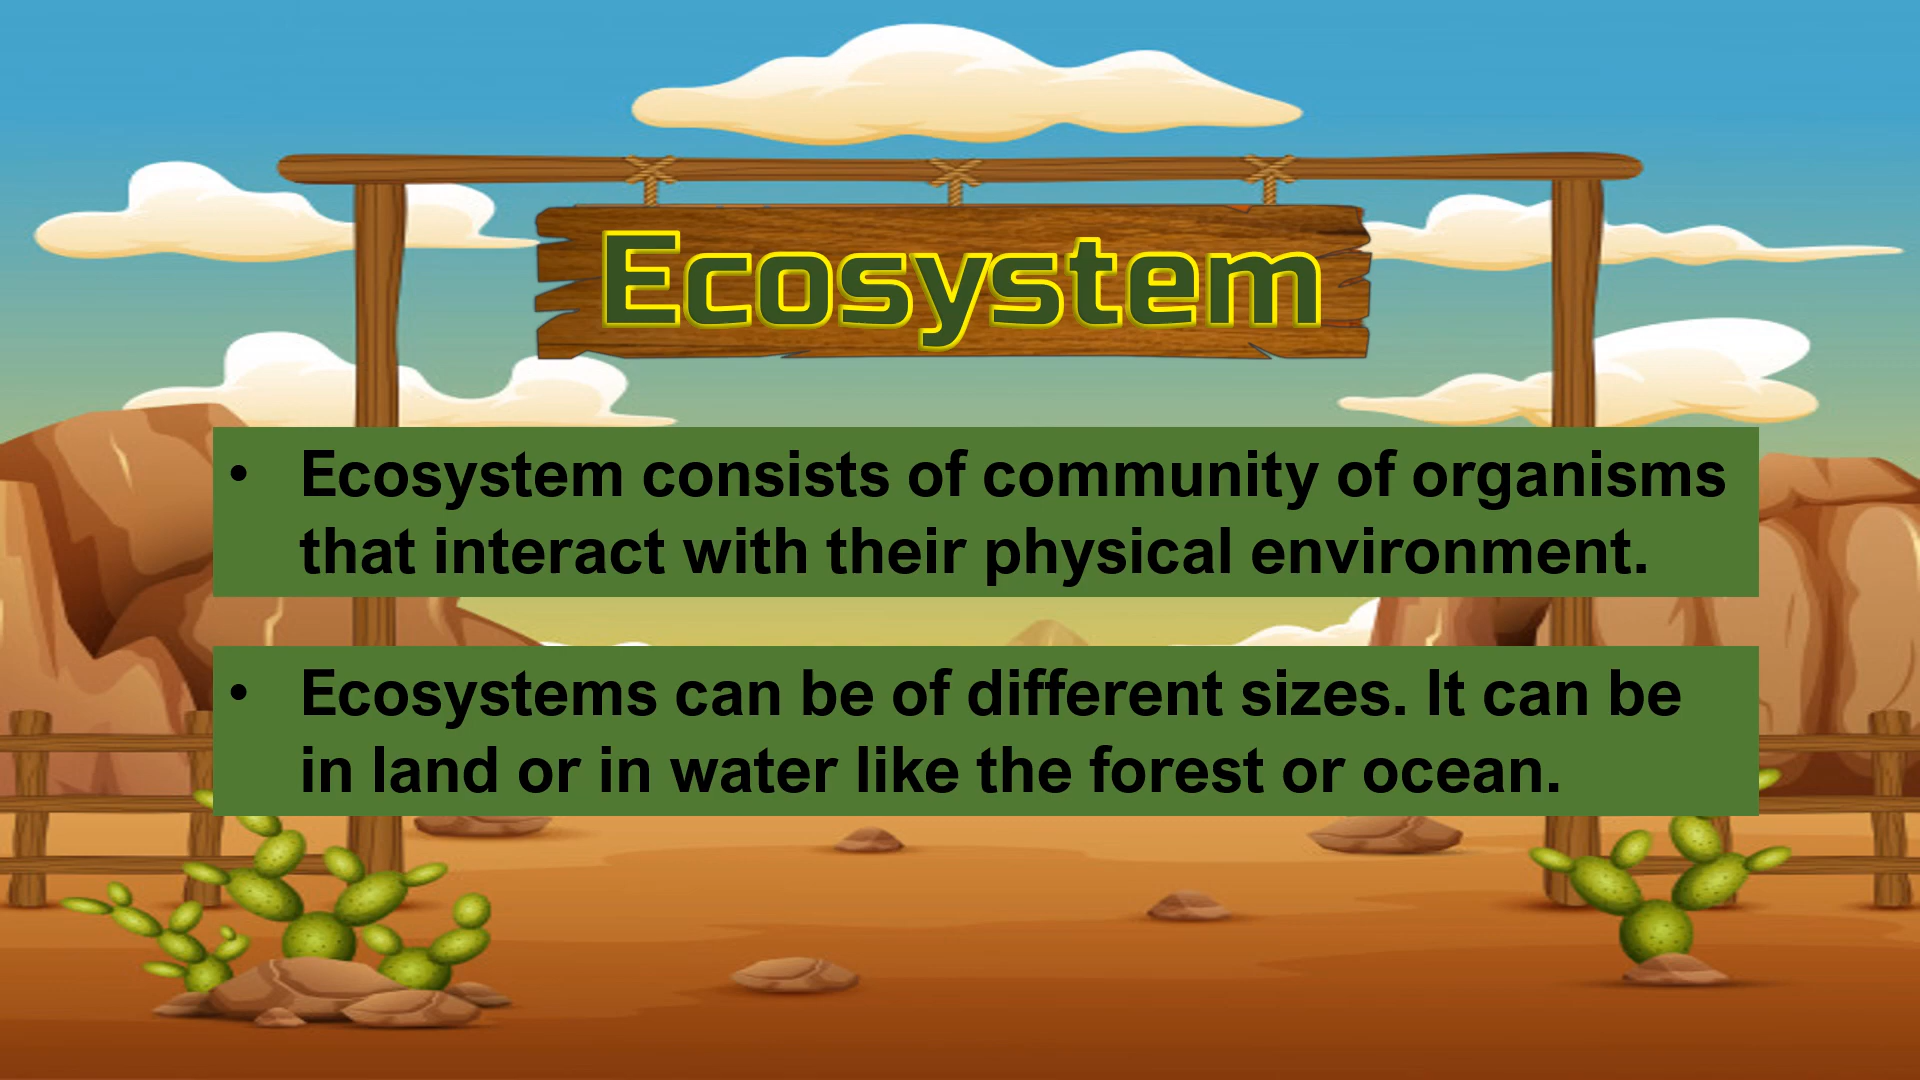 Ecosystem
• Ecosystem consists of community of organisms
that interact with their physical environment.
• Ecosystems can be of different sizes. It can be
in land or in water like the forest or ocean.